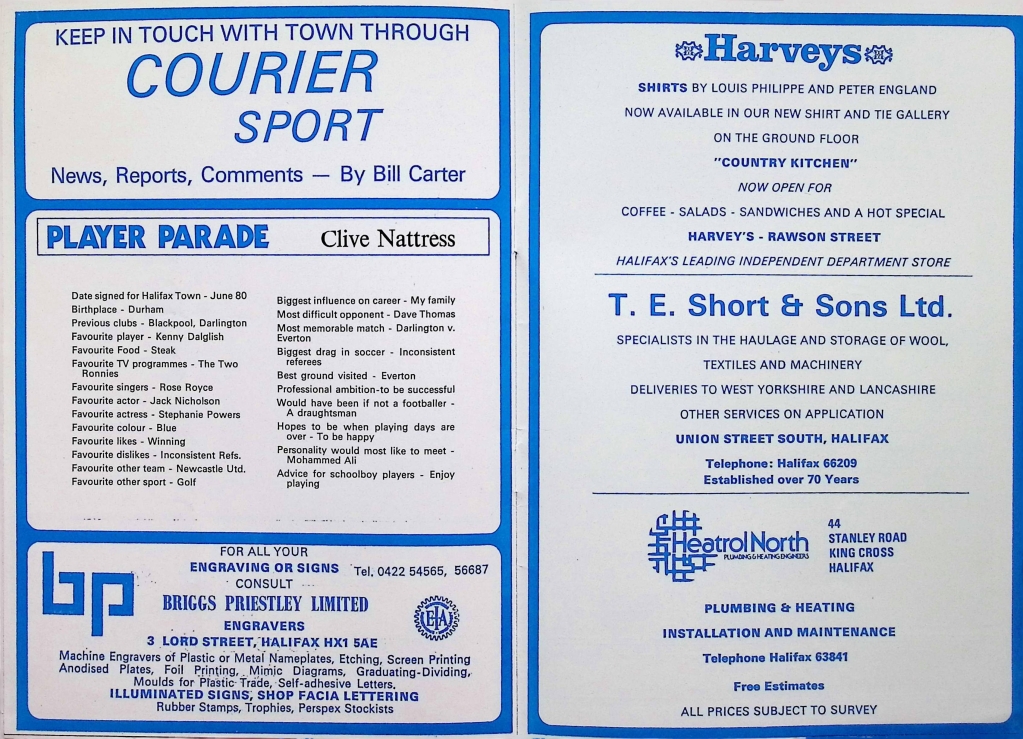 KEEP IN TOUCH WITH TOWN THROUGH
COURIER
SPORT
News, Reports, Comments — By Bill Carter
PLAYER PARADE Clive Nattress
Date signed for Halifax Town - June 80
Birthplace - Durham
Previous clubs - Blackpool, Darlington
Favourite player - Kenny Dalglish
Favourite Food - Steak
Favourite TV programmes - The Two
Ronnies
Favourite singers - Rose Royce
Favourite actor - Jack Nicholson
Favourite actress - Stephanie Powers
Favourite colour - Blue
Favourite likes - Winning
Favourite dislikes - Inconsistent Refs.
Favourite other team - Newcastle Utd.
Favourite other sport - Golf
Biggest influence on career - My family
Most difficult opponent - Dave Thomas
Most memorable match - Darlington v.
Everton
Biggest drag in soccer - Inconsistent
referees
Best ground visited - Everton
Professional ambition-to be successful
Would have been if not a footballer -
A draughtsman
Hopes to be when playing days are
over - To be happy
Personality would most like to meet -
Mohammed Ali
Advice for schoolboy players - Enjoy
playing
bp
FOR ALL YOUR
ENGRAVING OR SIGNS Tel. 0422 54565, 56687
CONSULT
BRIGGS PRIESTLEY LIMITED
ENGRAVERS
3 LORD STREET, HALIFAX HX1 5AE
Machine Engravers of Plastic or Metal Nameplates, Etching, Screen Printing
Anodised Plates, Foil Printing, Mimic Diagrams, Graduating-Dividing,
Moulds for Plastic Trade, Self-adhesive Letters.
ILLUMINATED SIGNS, SHOP FACIA LETTERING
Rubber Stamps, Trophies, Perspex Stockists
Harveys
SHIRTS BY LOUIS PHILIPPE AND PETER ENGLAND
NOW AVAILABLE IN OUR NEW SHIRT AND TIE GALLERY
ON THE GROUND FLOOR
"COUNTRY KITCHEN"
NOW OPEN FOR
COFFEE - SALADS - SANDWICHES AND A HOT SPECIAL
HARVEY'S - RAWSON STREET
HALIFAX'S LEADING INDEPENDENT DEPARTMENT STORE
T. E. Short & Sons Ltd.
SPECIALISTS IN THE HAULAGE AND STORAGE OF WOOL,
TEXTILES AND MACHINERY
DELIVERIES TO WEST YORKSHIRE AND LANCASHIRE
OTHER SERVICES ON APPLICATION
UNION STREET SOUTH, HALIFAX
Telephone: Halifax 66209
Established over 70 Years
Heatrol North
PLUMBING & HEATING ENGINEERS
44
STANLEY ROAD
KING CROSS
HALIFAX
PLUMBING & HEATING
INSTALLATION AND MAINTENANCE
Telephone Halifax 63841
Free Estimates
ALL PRICES SUBJECT TO SURVEY